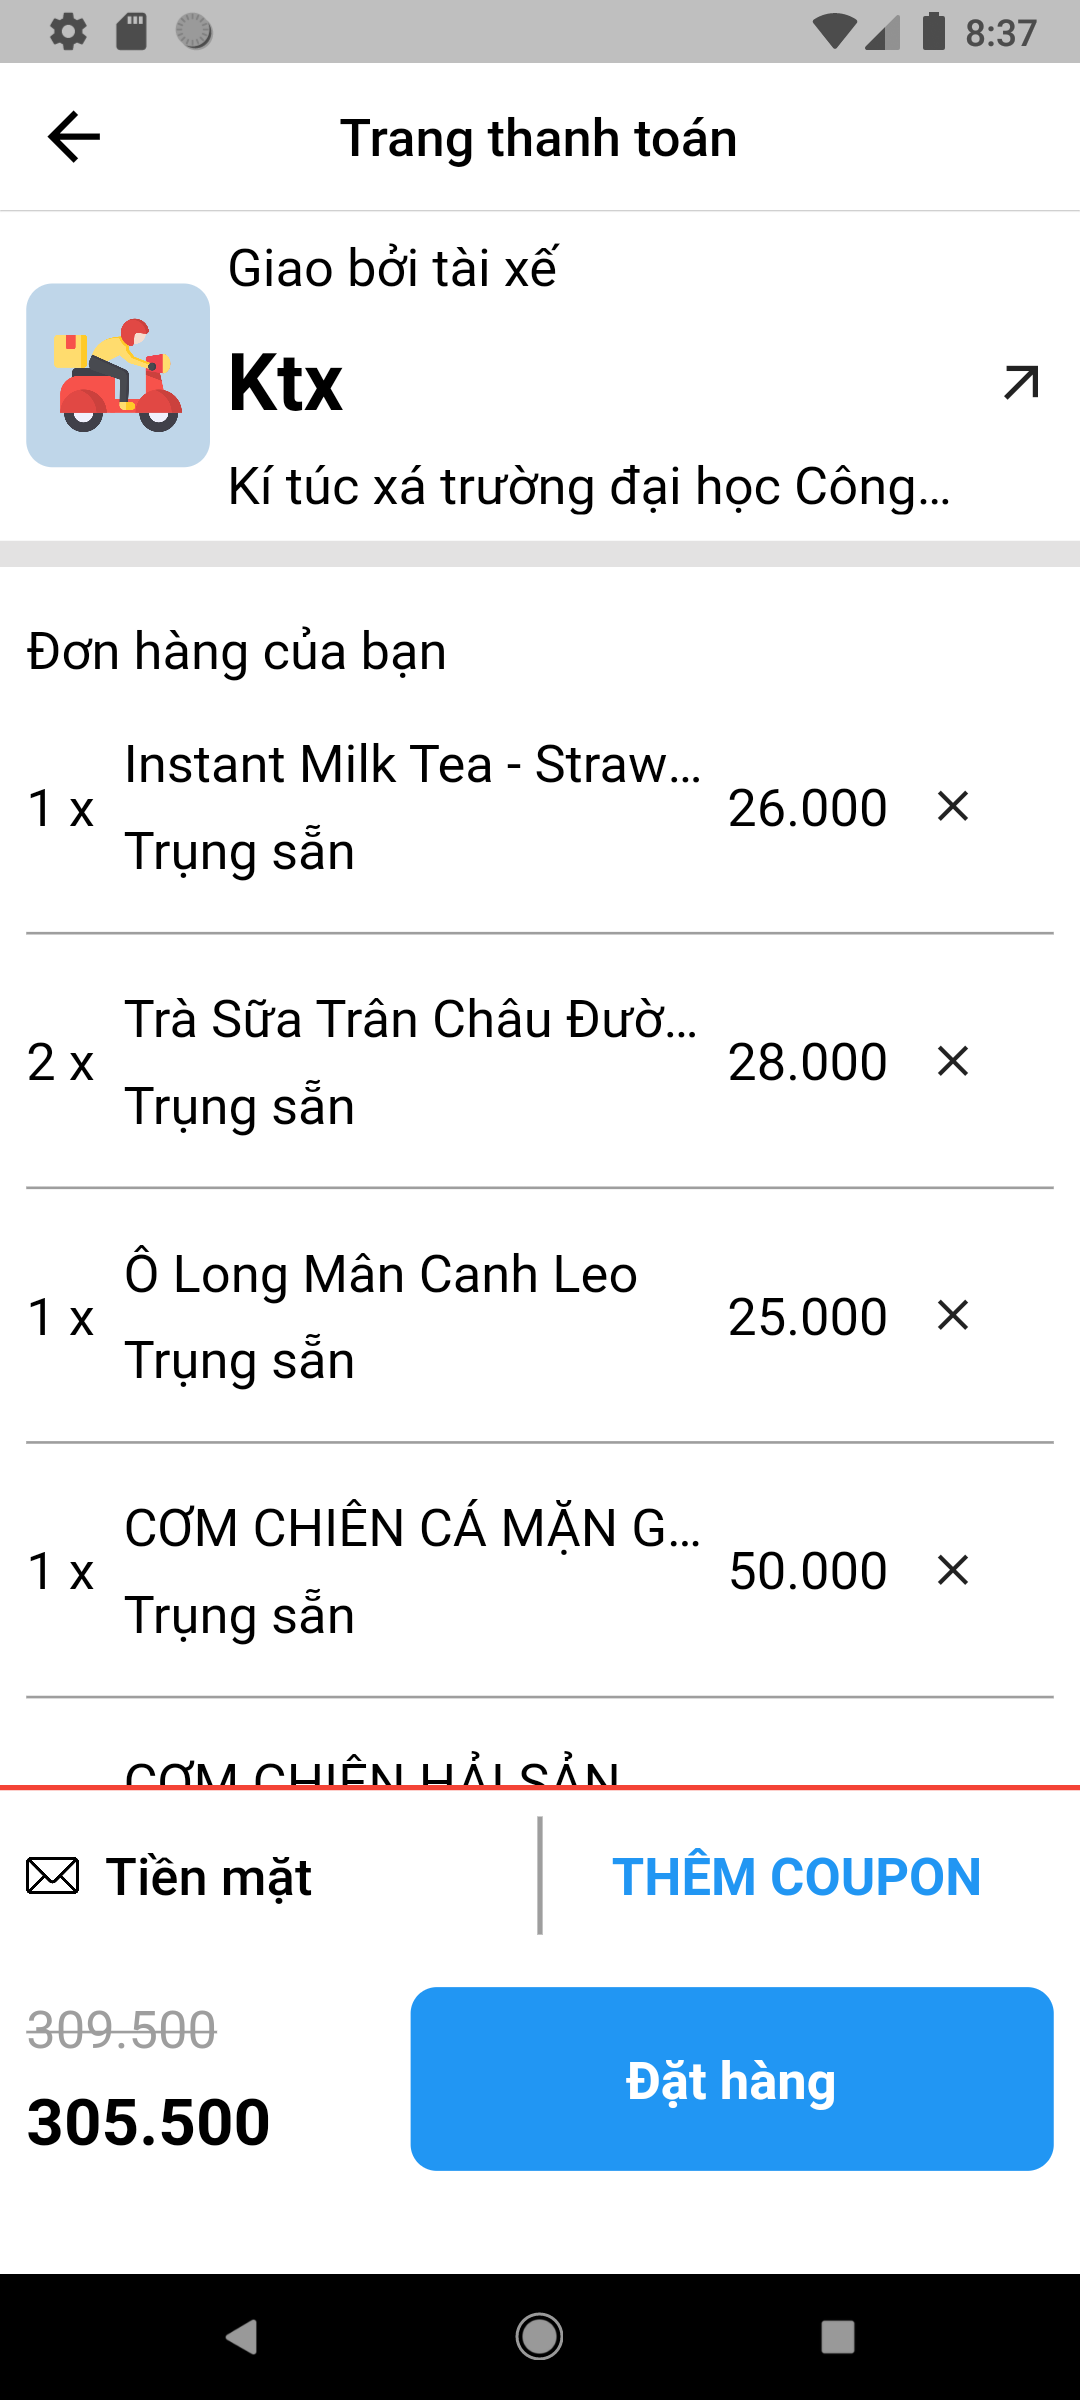 8:37
Trang thanh toán
Giao bởi tài xế
Ktx
Kí túc xá trường đại học Công...
Đơn hàng của bạn
Instant Milk Tea - Straw...
1 x 26.000
Trụng sẵn
Trà Sữa Trân Châu Đườ...
2 x 28.000
Trụng sẵn
Ô Long Mân Canh Leo
1 x 25.000
Trụng sẵn
CƠM CHIÊN CÁ MẶN G...
1 x 50.000
Trụng sẵn
CƠM CHIÊN HẢI SẢN
Tiền mặt
THÊM COUPON
309.500
305.500
Đặt hàng